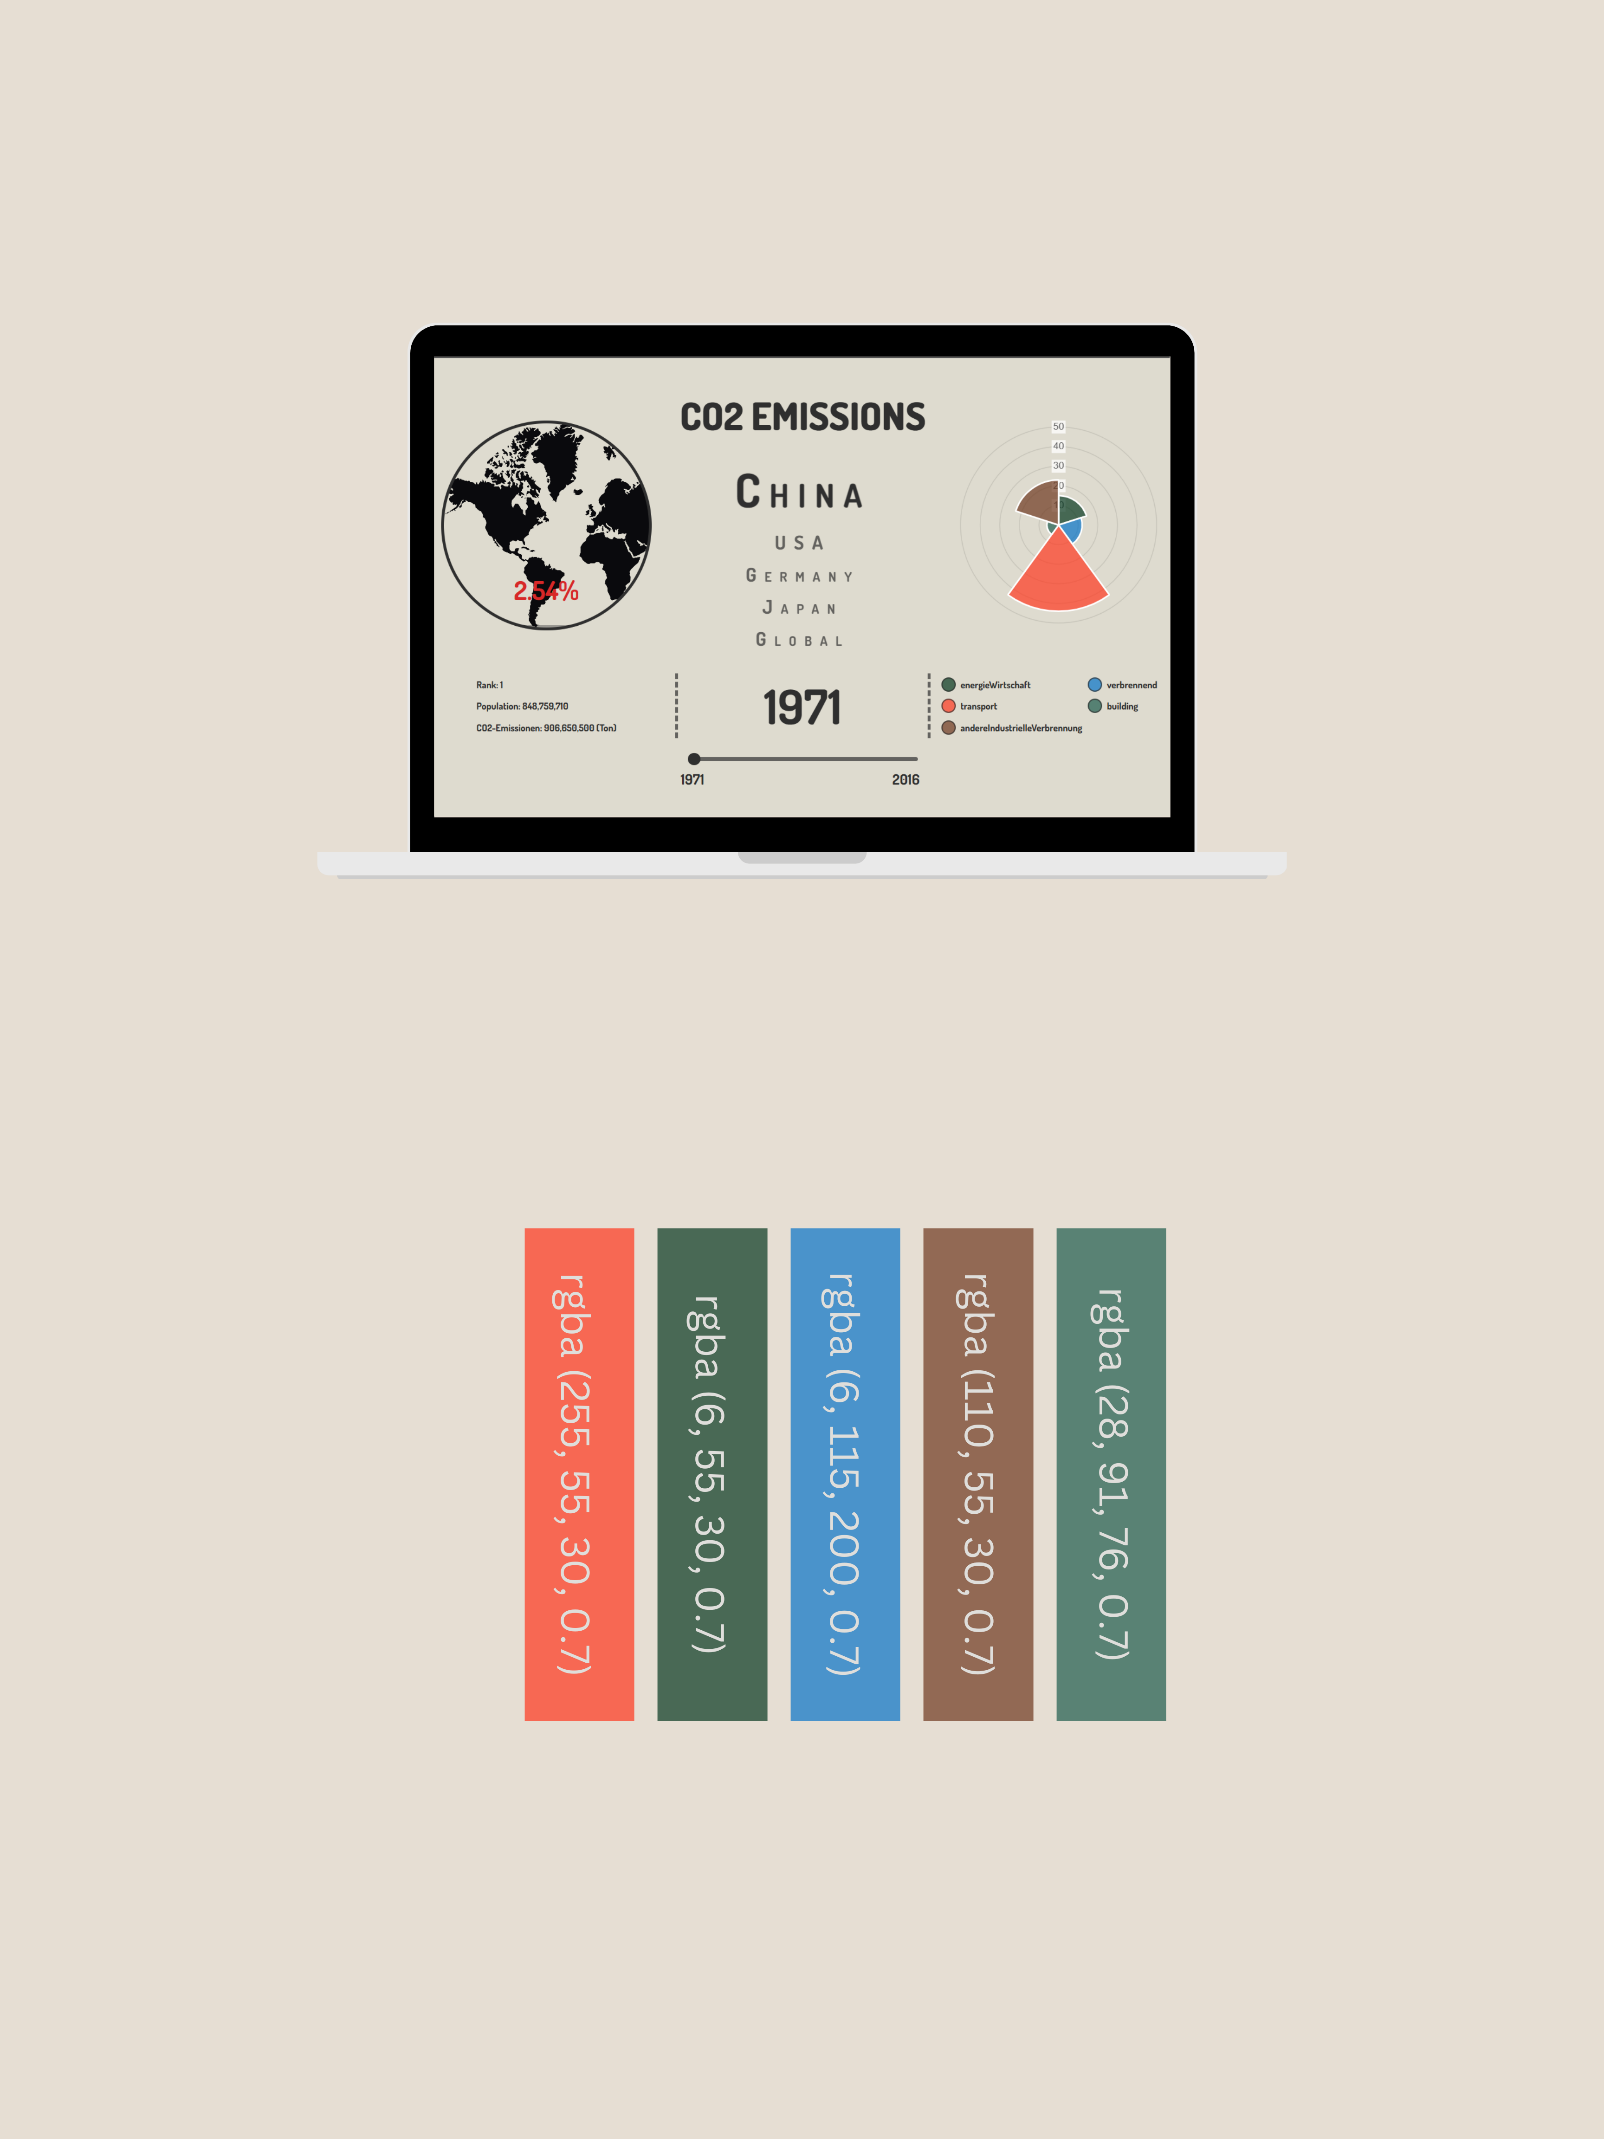 CO2 EMISSIONS
China
USA
Germany
Japan
Global
2.54%
50
40
30
20
Rank: 1
Population: 848,759,710
CO2-Emissionen: 906,650,500 (Ton)
1971
1971
2016
energieWirtschaft
verbrennend
transport
building
andereIndustrielleVerbrennung
rgba (255, 55, 30, 0.7)
rgba (6, 55, 30, 0.7)
rgba (6, 115, 200, 0.7)
rgba (110, 55, 30, 0.7)
rgba (28, 91, 76, 0.7)